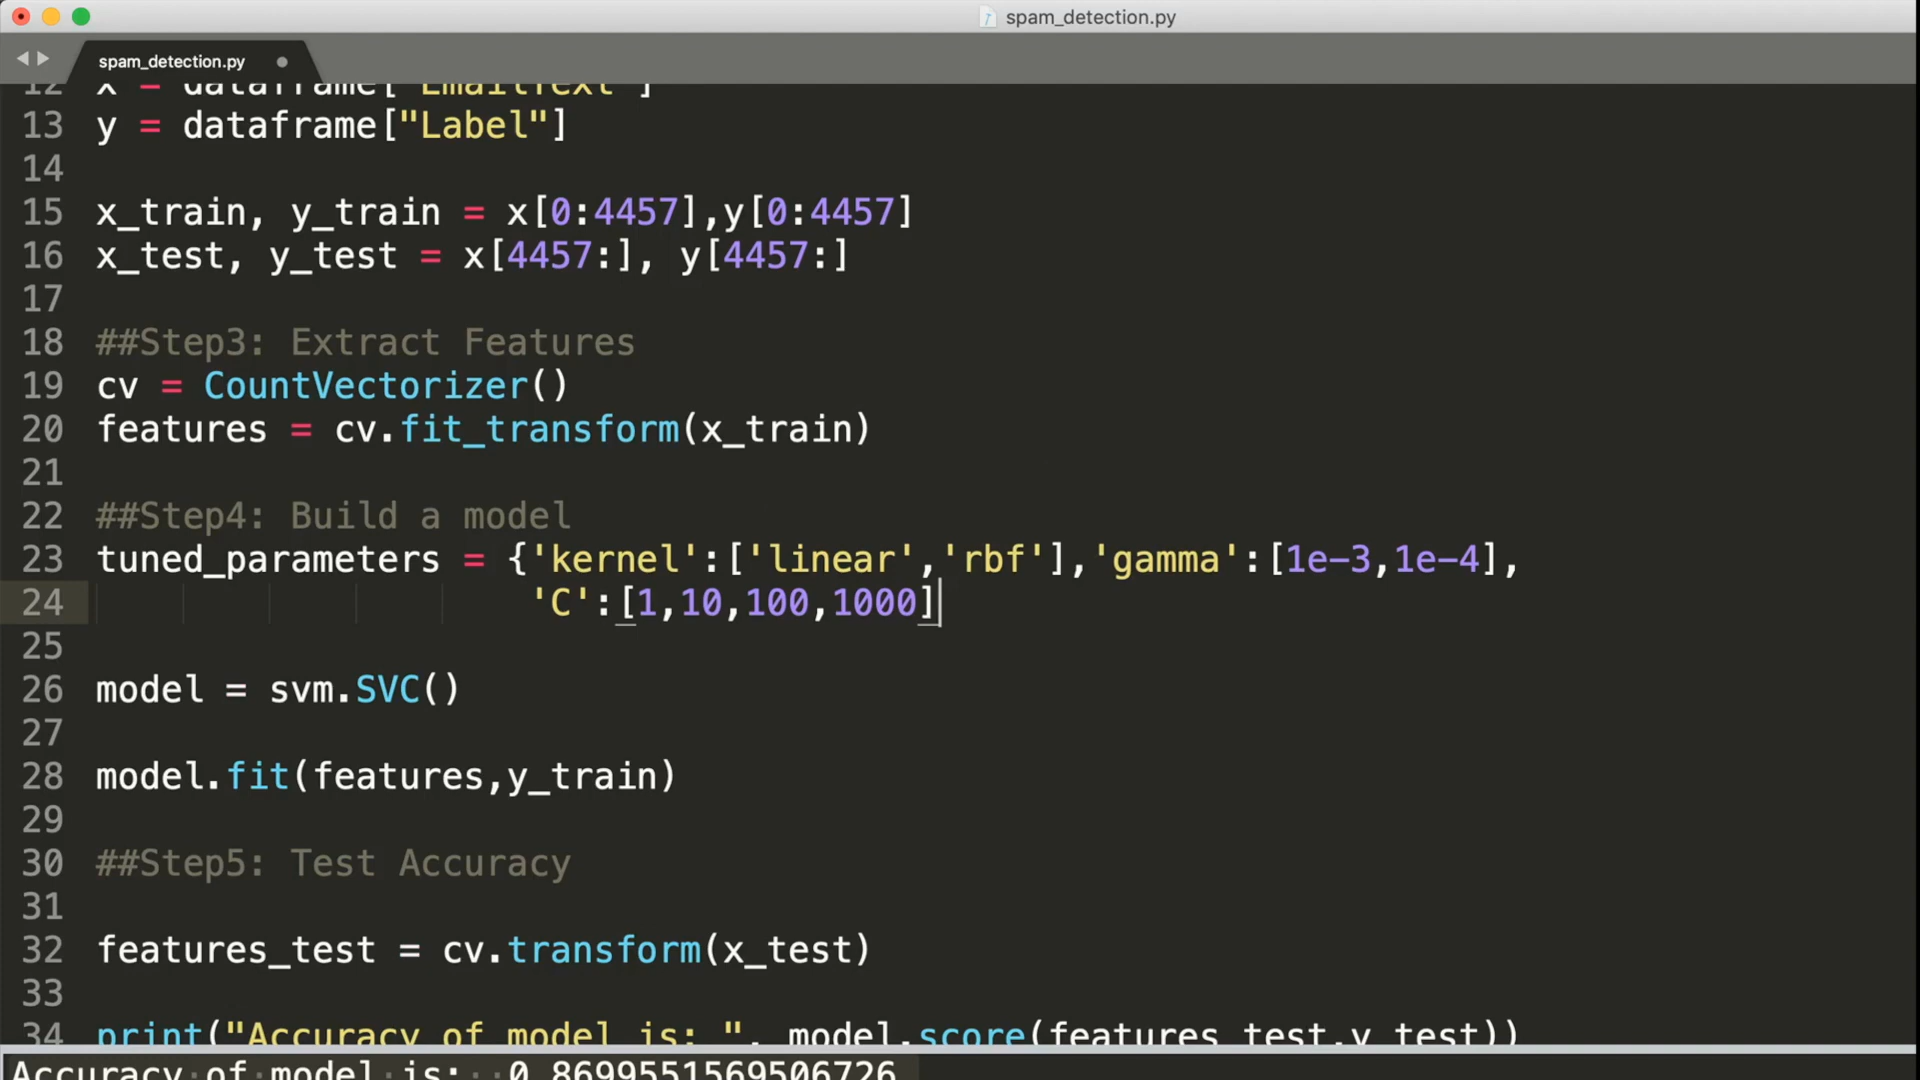 spam_detection.py
spam_detection.py
12 x = dataframe["EmailText"]
13 y = dataframe["Label"]
14
15 x_train, y_train = x[0:4457],y[0:4457]
16 x_test, y_test = x[4457:], y[4457:]
17
18 ##Step3: Extract Features
19 cv = CountVectorizer()
20 features = cv.fit_transform(x_train)
21
22 ##Step4: Build a model
23 tuned_parameters = {'kernel':['linear','rbf'],'gamma':[1e-3,1e-4],
24 'C':[1,10,100,1000]
25
26 model = svm.SVC()
27
28 model.fit(features,y_train)
29
30 ##Step5: Test Accuracy
31
32 features_test = cv.transform(x_test)
33
34 print("Accuracy of model is: ", model.score(features_test,y_test))
Accuracy of model is:  0.8699551569506726